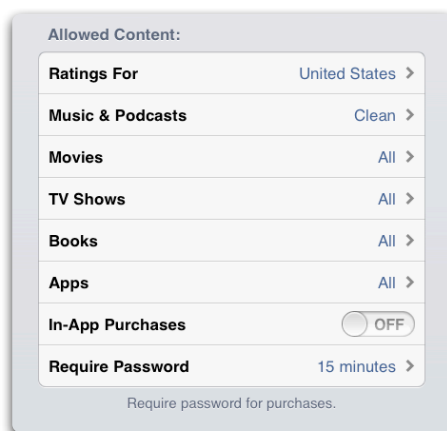 Allowed Content:
Ratings For United States
Music & Podcasts Clean
Movies All
TV Shows All
Books All
Apps All
In-App Purchases OFF
Require Password 15 minutes
Require password for purchases.